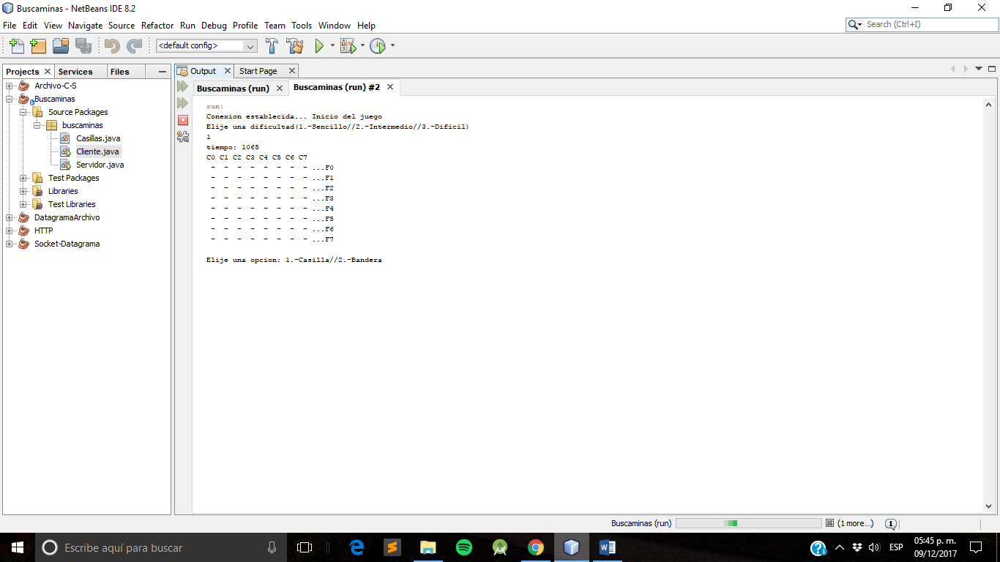 Buscaminas - NetBeans IDE 8.2
File Edit View Navigate Source Refactor Run Debug Profile Team Tools Window Help
Search (Ctrl+I)
<default config>
Projects Services Files
Output Start Page
Archivo-C-S
Buscaminas
Source Packages
buscaminas
Casillas.java
Cliente.java
Servidor.java
Test Packages
Libraries
Test Libraries
DatagramaArchivo
HTTP
Socket-Datagrama
Buscaminas (run) Buscaminas (run) #2
run:
Conexion establecida... Inicio del juego
Elije una dificultad(1.-Sencillo//2.-Intermedio//3.-Dificil)
1
tiempo: 1065
C0 C1 C2 C3 C4 C5 C6 C7
- - - - - - - - ...F0
- - - - - - - - ...F1
- - - - - - - - ...F2
- - - - - - - - ...F3
- - - - - - - - ...F4
- - - - - - - - ...F5
- - - - - - - - ...F6
- - - - - - - - ...F7
Elije una opcion: 1.-Casilla//2.-Bandera
Buscaminas (run) (1 more...) 1
Escribe aquí para buscar
ESP
05:45 p. m.
09/12/2017